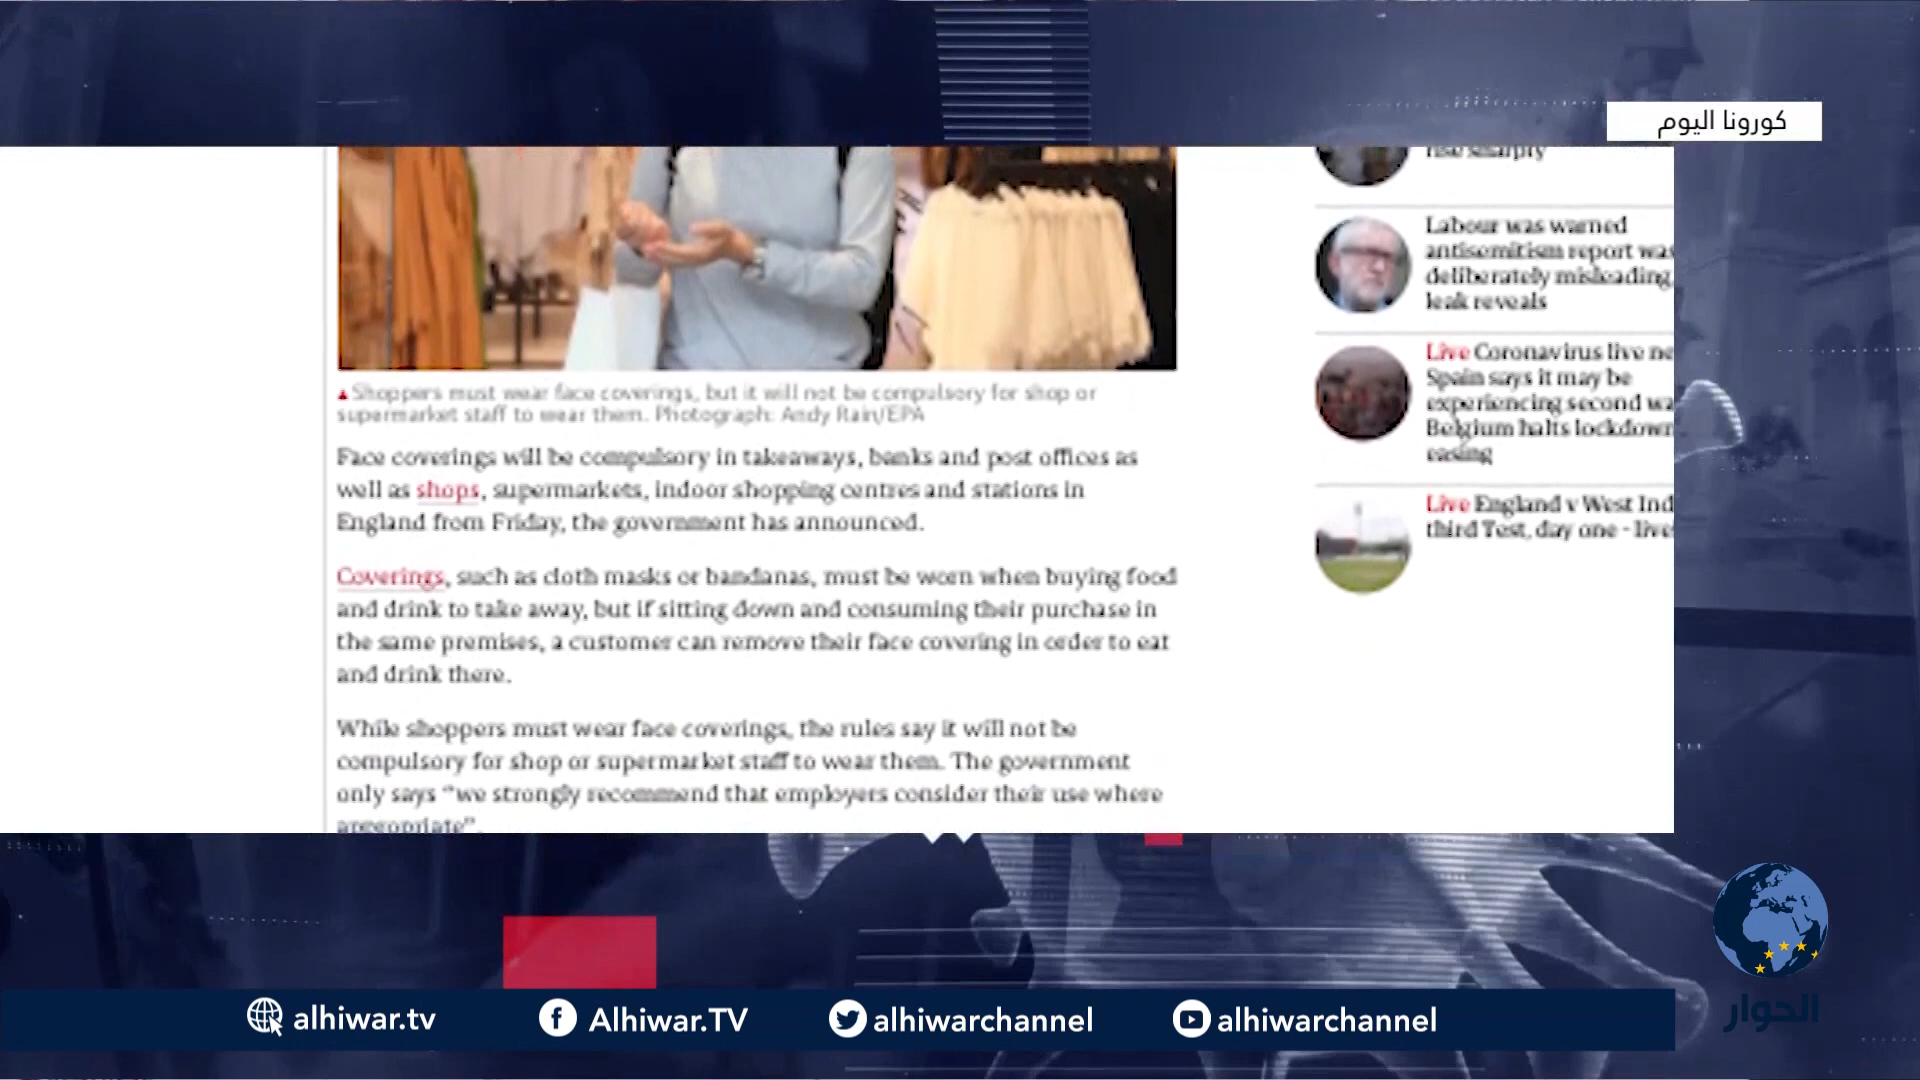 كورونا اليوم
rise sharply
Labour was warned
antisemitism report was
deliberately misleading,
leak reveals
Live Coronavirus live ne
Spain says it may be
experiencing second wa
Belgium halts lockdown
easing
Live England v West Ind
third Test, day one - live
▲Shoppers must wear face coverings, but it will not be compulsory for shop or
supermarket staff to wear them. Photograph: Andy Rain/EPA
Face coverings will be compulsory in takeaways, banks and post offices as
well as shops, supermarkets, indoor shopping centres and stations in
England from Friday, the government has announced.
Coverings, such as cloth masks or bandanas, must be worn when buying food
and drink to take away, but if sitting down and consuming their purchase in
the same premises, a customer can remove their face covering in order to eat
and drink there.
While shoppers must wear face coverings, the rules say it will not be
compulsory for shop or supermarket staff to wear them. The government
only says “we strongly recommend that employers consider their use where
appropriate”.
الحوار
alhiwar.tv
Alhiwar.TV
alhiwarchannel
alhiwarchannel